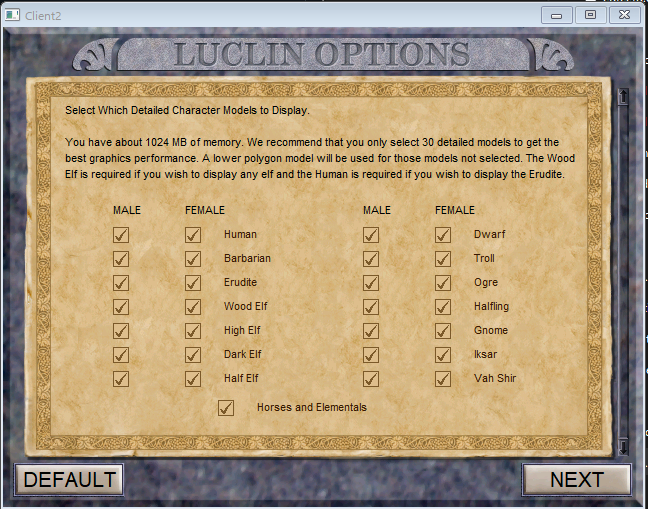 Client2
LUCLIN OPTIONS
Select Which Detailed Character Models to Display.
You have about 1024 MB of memory. We recommend that you only select 30 detailed models to get the
best graphics performance. A lower polygon model will be used for those models not selected. The Wood
Elf is required if you wish to display any elf and the Human is required if you wish to display the Erudite.
MALE FEMALE MALE FEMALE
Human Dwarf
Barbarian Troll
Erudite Ogre
Wood Elf Halfling
High Elf Gnome
Dark Elf Iksar
Half Elf Vah Shir
Horses and Elementals
DEFAULT NEXT